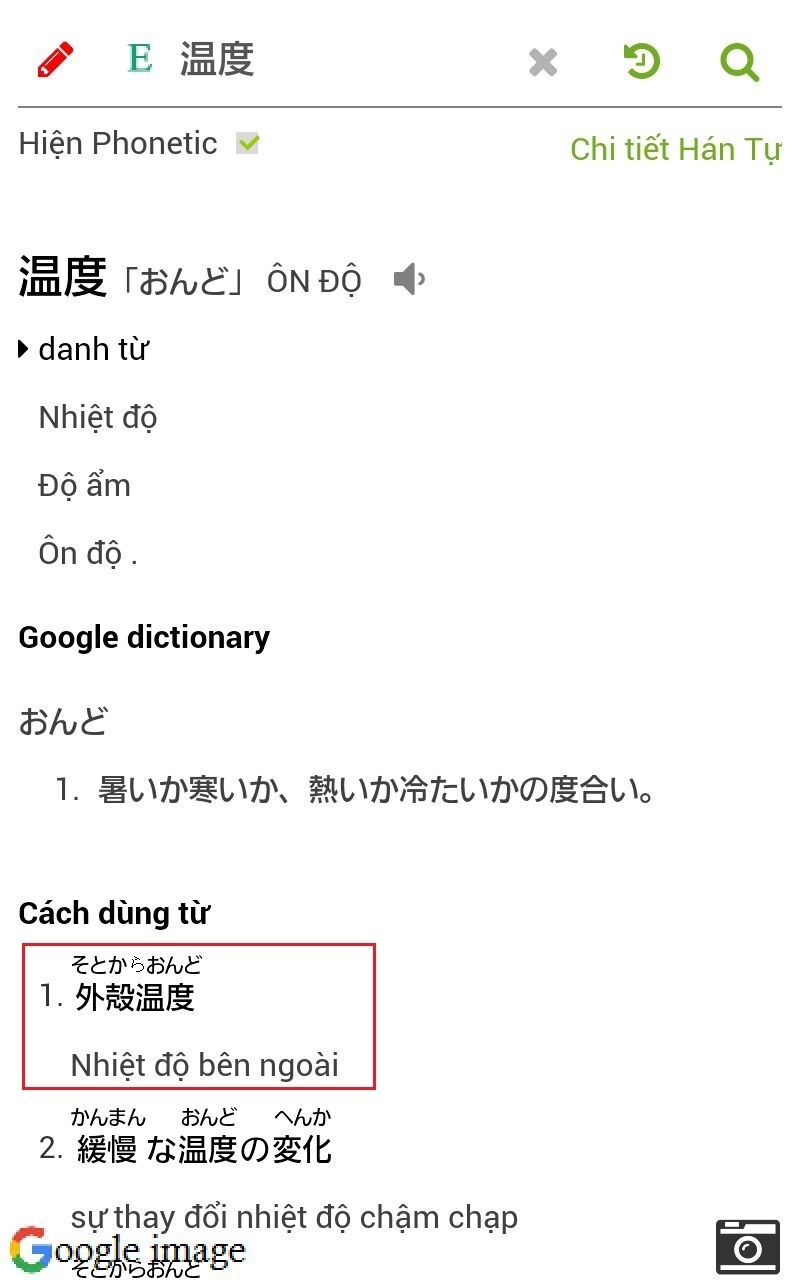 E 温度
Hiện Phonetic
Chi tiết Hán Tự
温度「おんど」 ÔN ĐỘ
danh từ
Nhiệt độ
Độ ẩm
Ôn độ .
Google dictionary
おんど
1. 暑いか寒いか、熱いか冷たいかの度合い。
Cách dùng từ
そとからおんど
1. 外殻温度
Nhiệt độ bên ngoài
かんまん おんど へんか
2. 緩慢な温度の変化
sự thay đổi nhiệt độ chậm chạp
Google image
そとからおんど